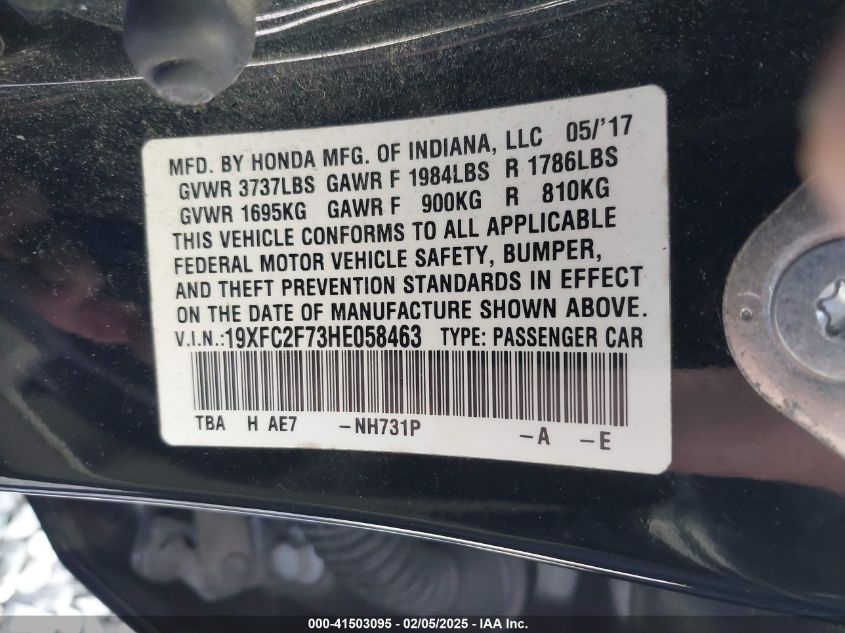 MFD. BY HONDA MFG. OF INDIANA, LLC 05/'17
GVWR 3737LBS GAWR F 1984LBS R 1786LBS
GVWR 1695KG GAWR F 900KG R 810KG
THIS VEHICLE CONFORMS TO ALL APPLICABLE
FEDERAL MOTOR VEHICLE SAFETY, BUMPER,
AND THEFT PREVENTION STANDARDS IN EFFECT
ON THE DATE OF MANUFACTURE SHOWN ABOVE.
V.I.N.:19XFC2F73HE058463 TYPE: PASSENGER CAR
TBA H AE7 -NH731P -A -E
000-41503095 - 02/05/2025 - IAA Inc.